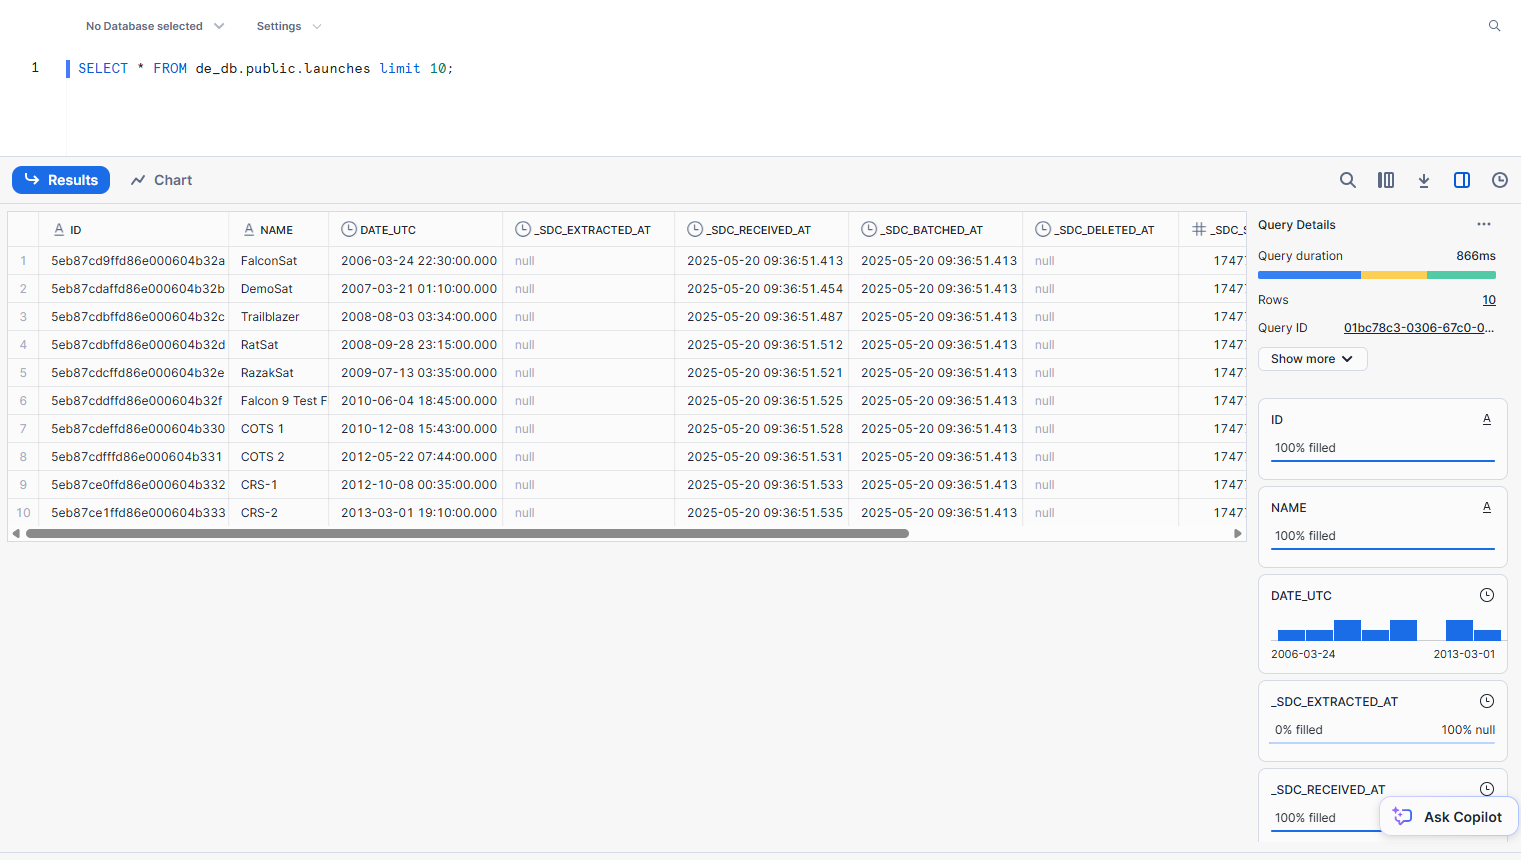 No Database selected Settings
1 SELECT * FROM de_db.public.launches limit 10;
Results Chart
ID NAME DATE_UTC _SDC_EXTRACTED_AT _SDC_RECEIVED_AT _SDC_BATCHED_AT _SDC_DELETED_AT _SDC_S
1 5eb87cd9ffd86e000604b32a FalconSat 2006-03-24 22:30:00.000 null 2025-05-20 09:36:51.413 2025-05-20 09:36:51.413 null 1747
2 5eb87cdaffd86e000604b32b DemoSat 2007-03-21 01:10:00.000 null 2025-05-20 09:36:51.454 2025-05-20 09:36:51.413 null 1747
3 5eb87cdbffd86e000604b32c Trailblazer 2008-08-03 03:34:00.000 null 2025-05-20 09:36:51.487 2025-05-20 09:36:51.413 null 1747
4 5eb87cdbffd86e000604b32d RatSat 2008-09-28 23:15:00.000 null 2025-05-20 09:36:51.512 2025-05-20 09:36:51.413 null 1747
5 5eb87cdcffd86e000604b32e RazakSat 2009-07-13 03:35:00.000 null 2025-05-20 09:36:51.521 2025-05-20 09:36:51.413 null 1747
6 5eb87cddffd86e000604b32f Falcon 9 Test F 2010-06-04 18:45:00.000 null 2025-05-20 09:36:51.525 2025-05-20 09:36:51.413 null 1747
7 5eb87cdeffd86e000604b330 COTS 1 2010-12-08 15:43:00.000 null 2025-05-20 09:36:51.528 2025-05-20 09:36:51.413 null 1747
8 5eb87cdfffd86e000604b331 COTS 2 2012-05-22 07:44:00.000 null 2025-05-20 09:36:51.531 2025-05-20 09:36:51.413 null 1747
9 5eb87ce0ffd86e000604b332 CRS-1 2012-10-08 00:35:00.000 null 2025-05-20 09:36:51.533 2025-05-20 09:36:51.413 null 1747
10 5eb87ce1ffd86e000604b333 CRS-2 2013-03-01 19:10:00.000 null 2025-05-20 09:36:51.535 2025-05-20 09:36:51.413 null 1747
Query Details
Query duration 866ms
Rows 10
Query ID 01bc78c3-0306-67c0-0...
Show more
ID
100% filled
NAME
100% filled
DATE_UTC
2006-03-24 2013-03-01
_SDC_EXTRACTED_AT
0% filled 100% null
_SDC_RECEIVED_AT
100% filled
Ask Copilot